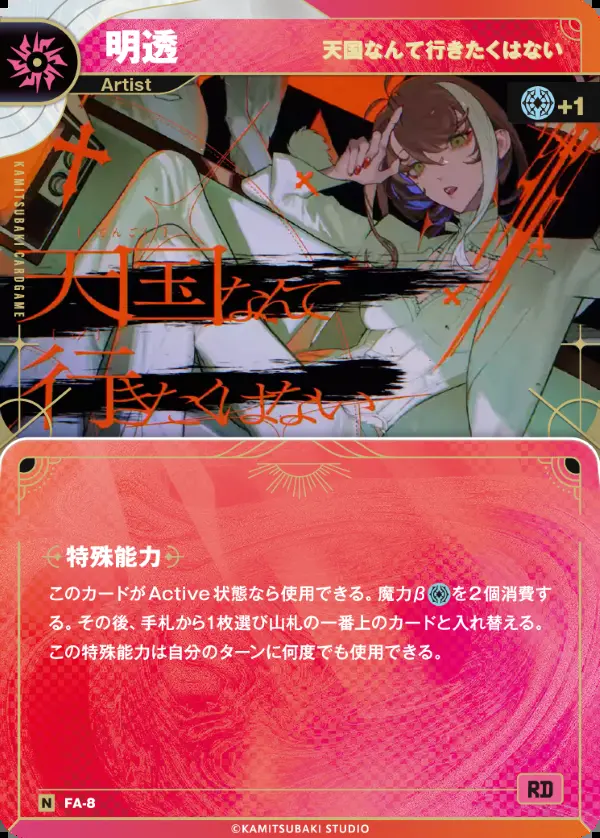 明透
天国なんて行きたくはない
Artist
+1
KAMITSUBAKI CARDGAME
天国なんて
行きたくはない
特殊能力
このカードがActive状態なら使用できる。魔力βを2個消費す
る。その後、手札から1枚選び山札の一番上のカードと入れ替える。
この特殊能力は自分のターンに何度でも使用できる。
N FA-8
RD
©KAMITSUBAKI STUDIO